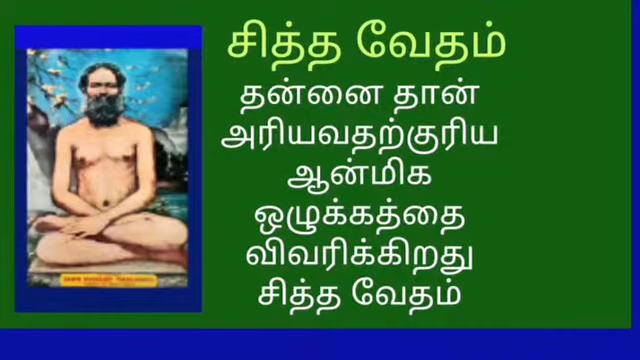 சித்த வேதம்
தன்னை தான்
அரியவதற்குரிய
ஆன்மிக
ஒழுக்கத்தை
விவரிக்கிறது
சித்த வேதம்